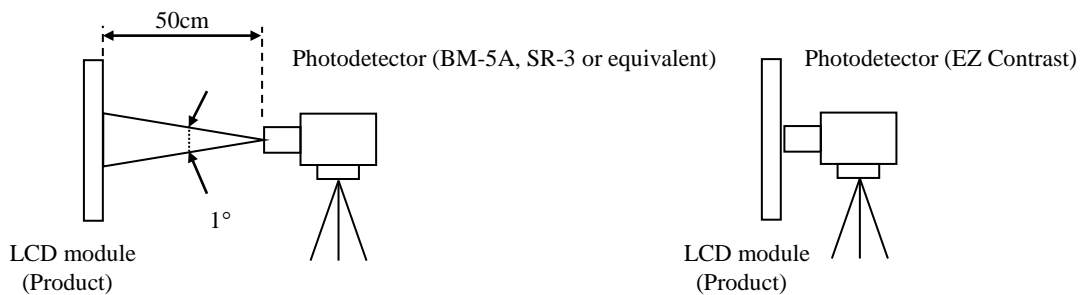 50cm
Photodetector (BM-5A, SR-3 or equivalent)
1°
LCD module
(Product)
Photodetector (EZ Contrast)
LCD module
(Product)